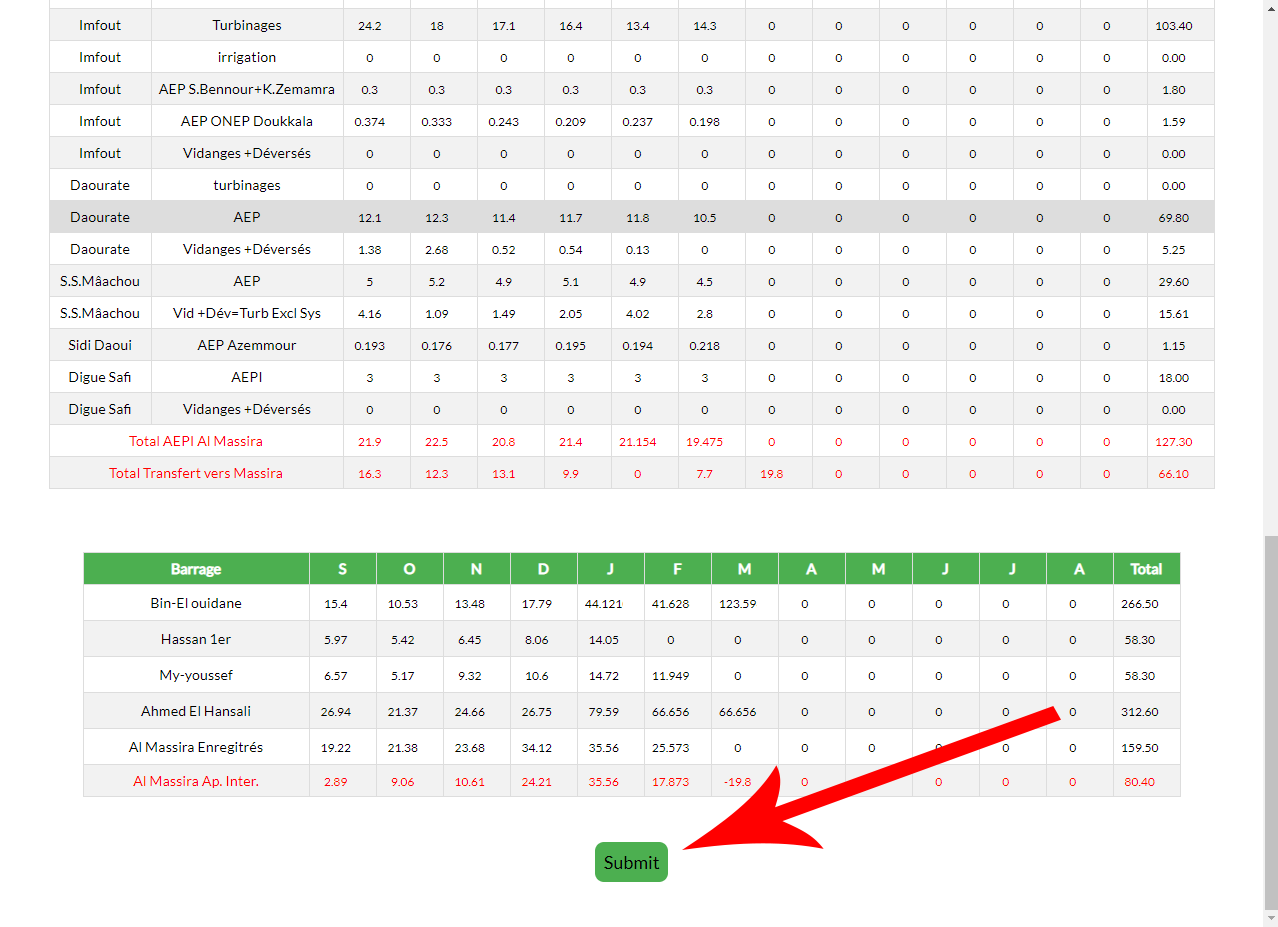 Imfout Turbinages 24.2 18 17.1 16.4 13.4 14.3 0 0 0 0 0 0 103.40
Imfout irrigation 0 0 0 0 0 0 0 0 0 0 0 0 0.00
Imfout AEP S.Bennour+K.Zemamra 0.3 0.3 0.3 0.3 0.3 0.3 0 0 0 0 0 0 1.80
Imfout AEP ONEP Doukkala 0.374 0.333 0.243 0.209 0.237 0.198 0 0 0 0 0 0 1.59
Imfout Vidanges +Déversés 0 0 0 0 0 0 0 0 0 0 0 0 0.00
Daourate turbinages 0 0 0 0 0 0 0 0 0 0 0 0 0.00
Daourate AEP 12.1 12.3 11.4 11.7 11.8 10.5 0 0 0 0 0 0 69.80
Daourate Vidanges +Déversés 1.38 2.68 0.52 0.54 0.13 0 0 0 0 0 0 0 5.25
S.S.Mâachou AEP 5 5.2 4.9 5.1 4.9 4.5 0 0 0 0 0 0 29.60
S.S.Mâachou Vid +Dév=Turb Excl Sys 4.16 1.09 1.49 2.05 4.02 2.8 0 0 0 0 0 0 15.61
Sidi Daoui AEP Azemmour 0.193 0.176 0.177 0.195 0.194 0.218 0 0 0 0 0 0 1.15
Digue Safi AEPI 3 3 3 3 3 3 0 0 0 0 0 0 18.00
Digue Safi Vidanges +Déversés 0 0 0 0 0 0 0 0 0 0 0 0 0.00
Total AEPI Al Massira 21.9 22.5 20.8 21.4 21.154 19.475 0 0 0 0 0 0 127.30
Total Transfert vers Massira 16.3 12.3 13.1 9.9 0 7.7 19.8 0 0 0 0 0 66.10
Barrage S O N D J F M A M J J A Total
Bin-El ouidane 15.4 10.53 13.48 17.79 44.121 41.628 123.59 0 0 0 0 0 266.50
Hassan 1er 5.97 5.42 6.45 8.06 14.05 0 0 0 0 0 0 0 58.30
My-youssef 6.57 5.17 9.32 10.6 14.72 11.949 0 0 0 0 0 0 58.30
Ahmed El Hansali 26.94 21.37 24.66 26.75 79.59 66.656 66.656 0 0 0 0 0 312.60
Al Massira Enregitrés 19.22 21.38 23.68 34.12 35.56 25.573 0 0 0 0 0 0 159.50
Al Massira Ap. Inter. 2.89 9.06 10.61 24.21 35.56 17.873 -19.8 0 0 0 0 80.40
Submit